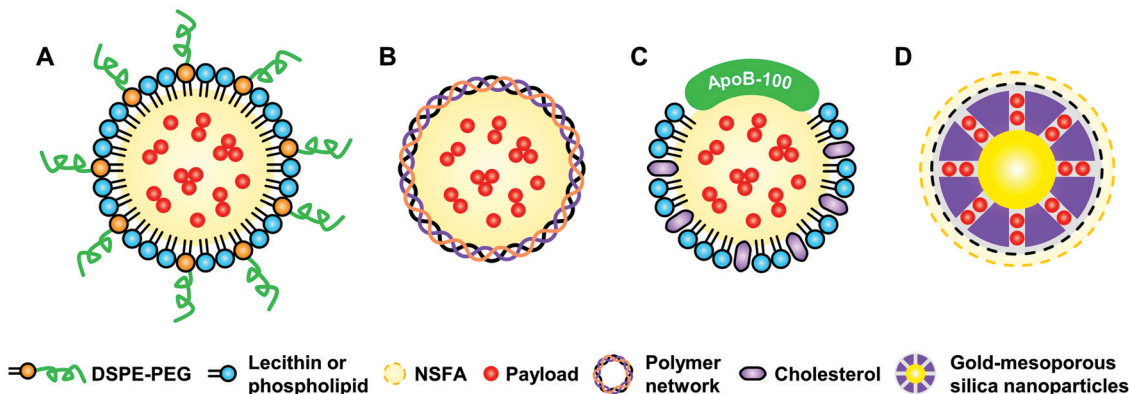 A
B
C
D
ApoB-100
DSPE-PEG
Lecithin or
phospholipid
NSFA
Payload
Polymer
network
Cholesterol
Gold-mesoporous
silica nanoparticles